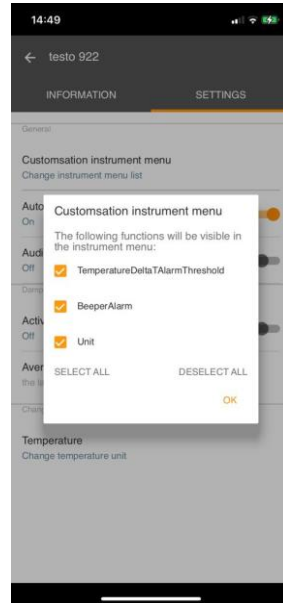 14:49
testo 922
INFORMATION
SETTINGS
General
Customsation instrument menu
Change instrument menu list
Auto
On
Audi
Off
Damp
Activ
Off
Aver
the la
Chang
Temperature
Change temperature unit
Customsation instrument menu
The following functions will be visible in
the instrument menu:
TemperatureDeltaTAlarmThreshold
BeeperAlarm
Unit
SELECT ALL
DESELECT ALL
OK